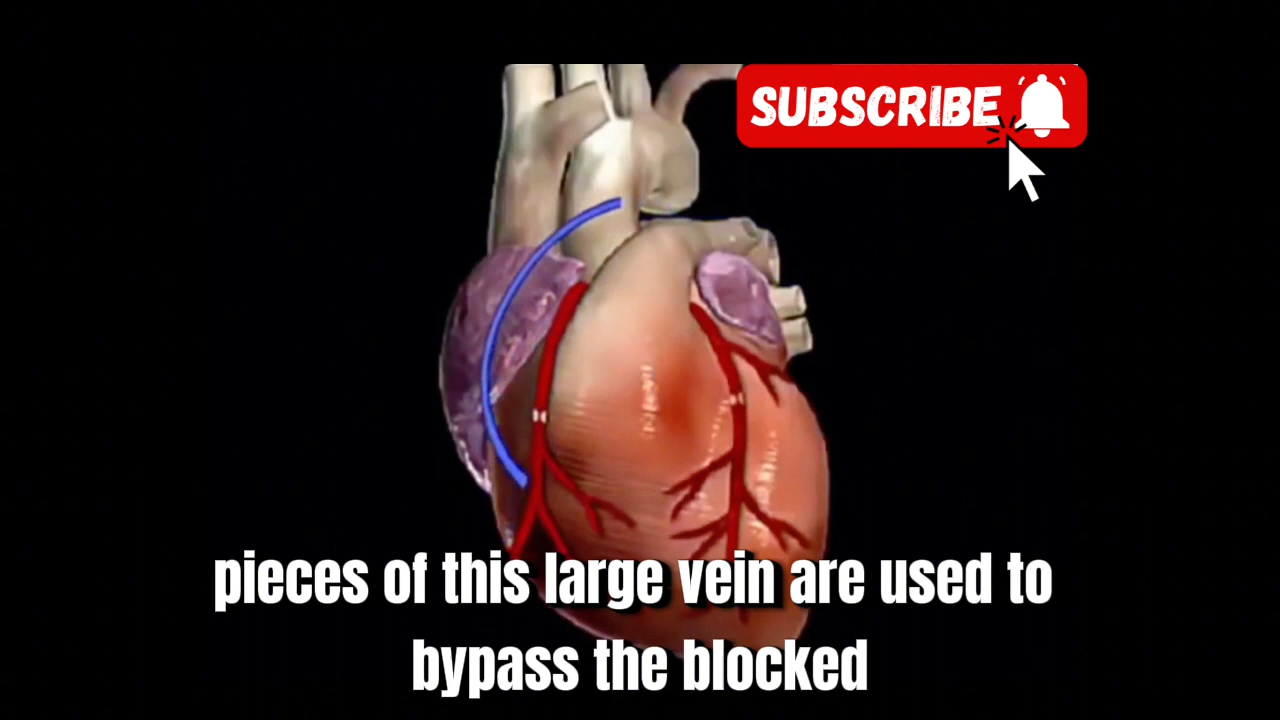 SUBSCRIBE
pieces of this large vein are used to
bypass the blocked